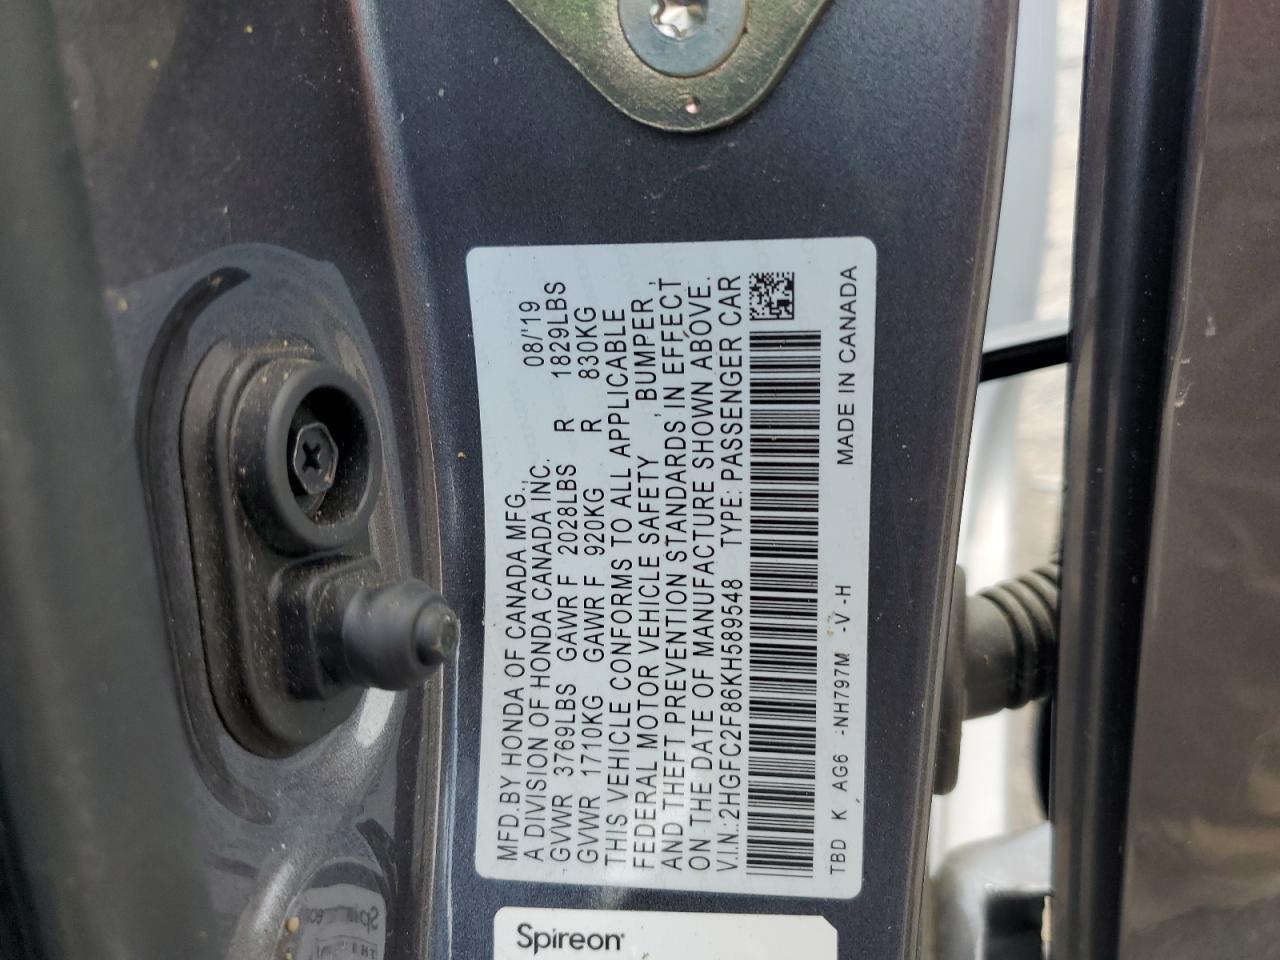 MFD.BY HONDA OF CANADA MFG., 08/'19
A DIVISION OF HONDA CANADA INC.
GVWR 3769LBS GAWR F 2028LBS R 1829LBS
GVWR 1710KG GAWR F 920KG R 830KG
THIS VEHICLE CONFORMS TO ALL APPLICABLE
FEDERAL MOTOR VEHICLE SAFETY , BUMPER ,
AND THEFT PREVENTION STANDARDS, IN EFFECT
ON THE DATE OF MANUFACTURE SHOWN ABOVE.
V.I.N.:2HGFC2F86KH589548 TYPE: PASSENGER CAR
TBD K AG6 -NH797M -V -H MADE IN CANADA
Spireon